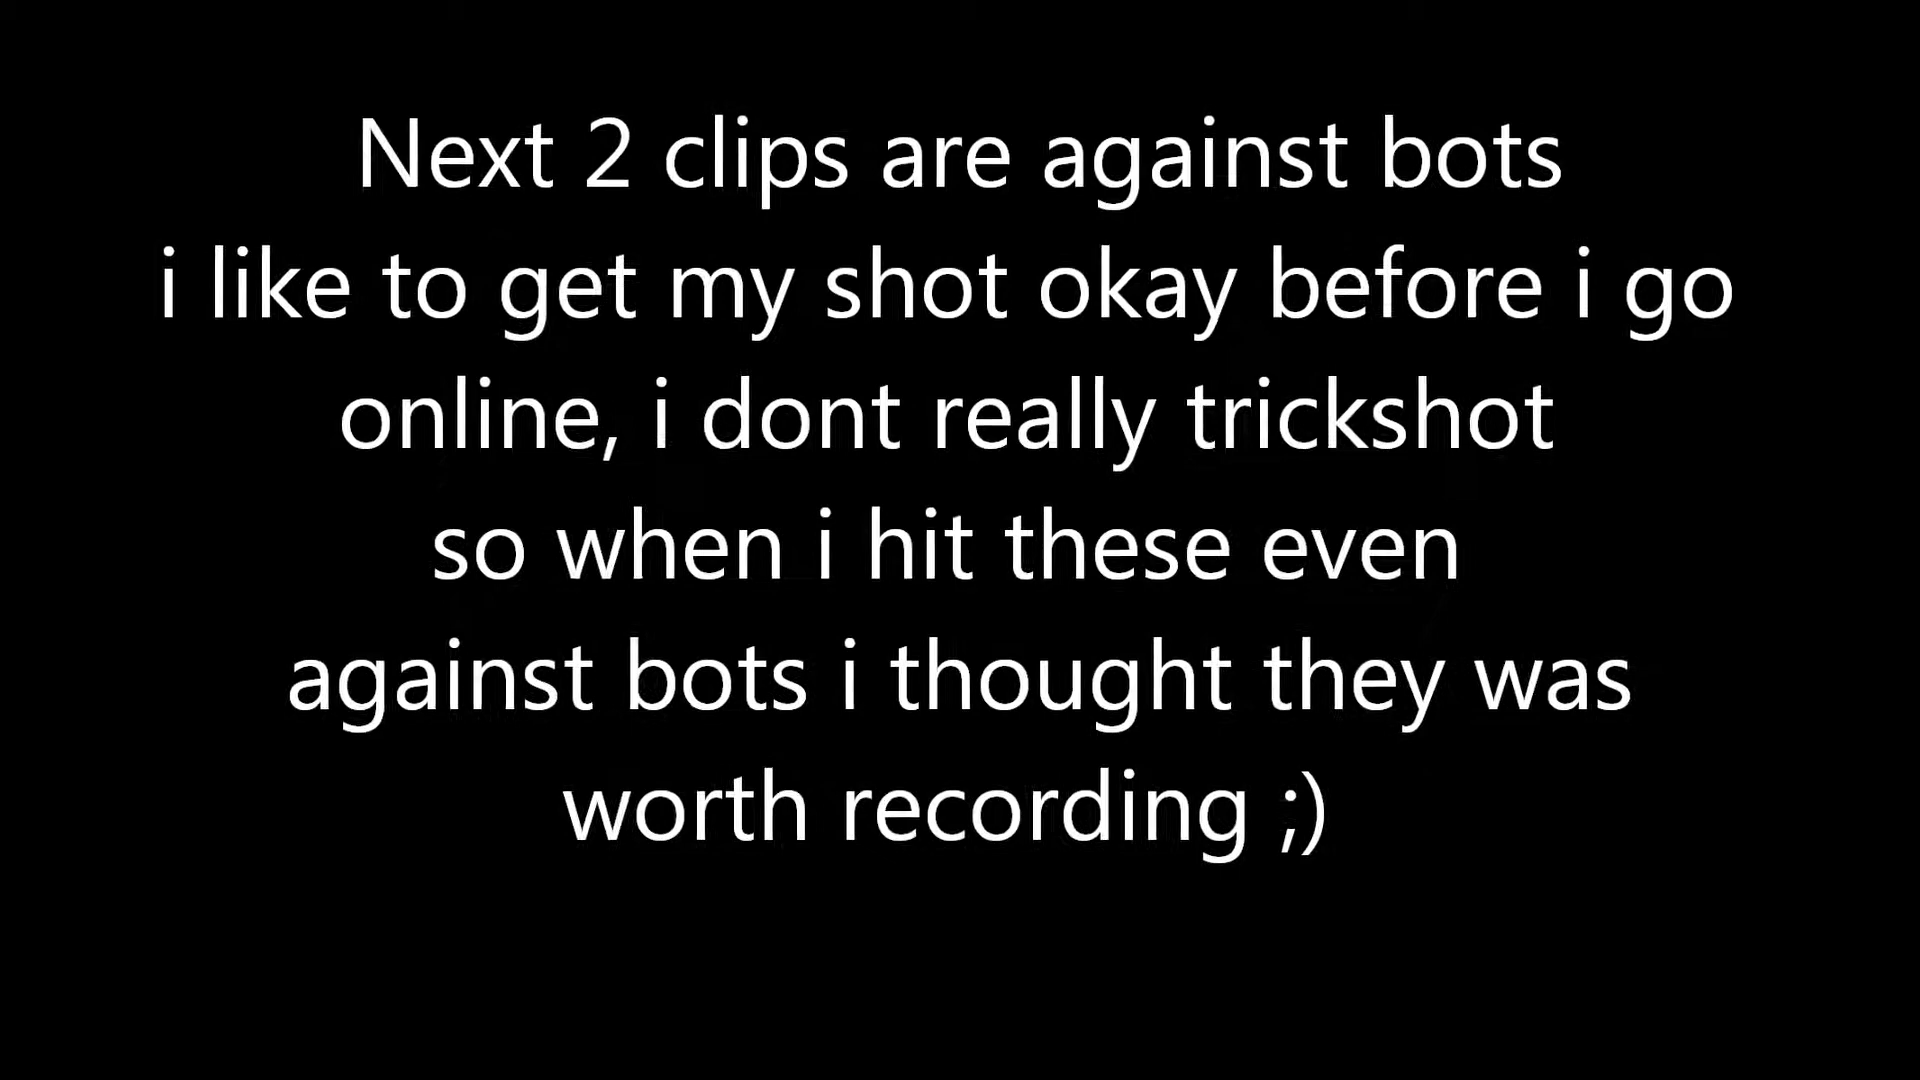 Next 2 clips are against bots
i like to get my shot okay before i go
online, i dont really trickshot
so when i hit these even
against bots i thought they was
worth recording ;)